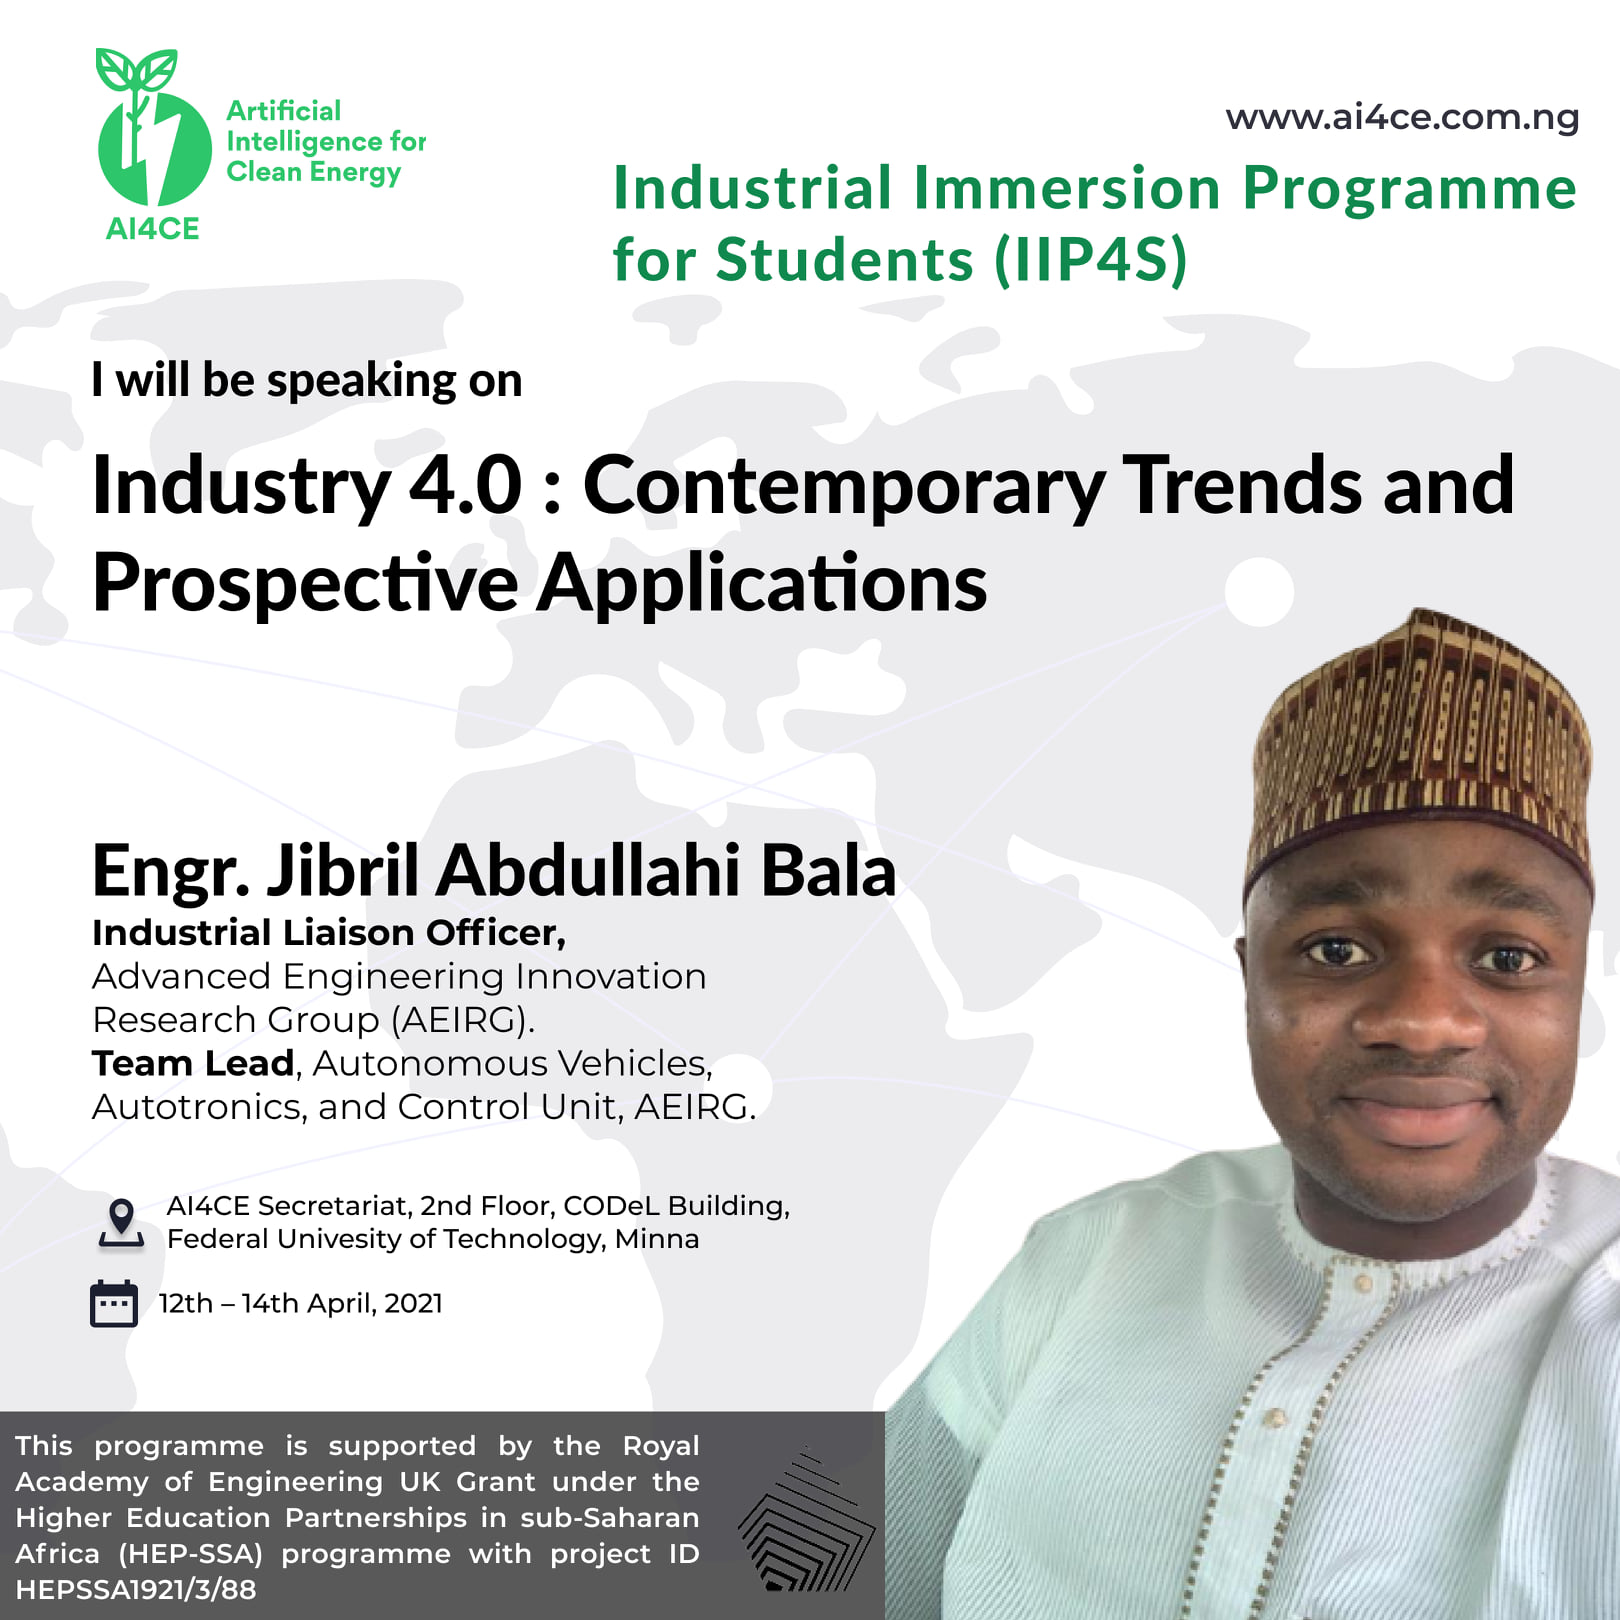 Artificial
Intelligence for
Clean Energy
AI4CE
www.ai4ce.com.ng
Industrial Immersion Programme
for Students (IIP4S)
I will be speaking on
Industry 4.0 : Contemporary Trends and
Prospective Applications
Engr. Jibril Abdullahi Bala
Industrial Liaison Officer,
Advanced Engineering Innovation
Research Group (AEIRG).
Team Lead, Autonomous Vehicles,
Autotronics, and Control Unit, AEIRG.
AI4CE Secretariat, 2nd Floor, CODeL Building,
Federal Univesity of Technology, Minna
12th – 14th April, 2021
This programme is supported by the Royal
Academy of Engineering UK Grant under the
Higher Education Partnerships in sub-Saharan
Africa (HEP-SSA) programme with project ID
HEPSSA1921/3/88